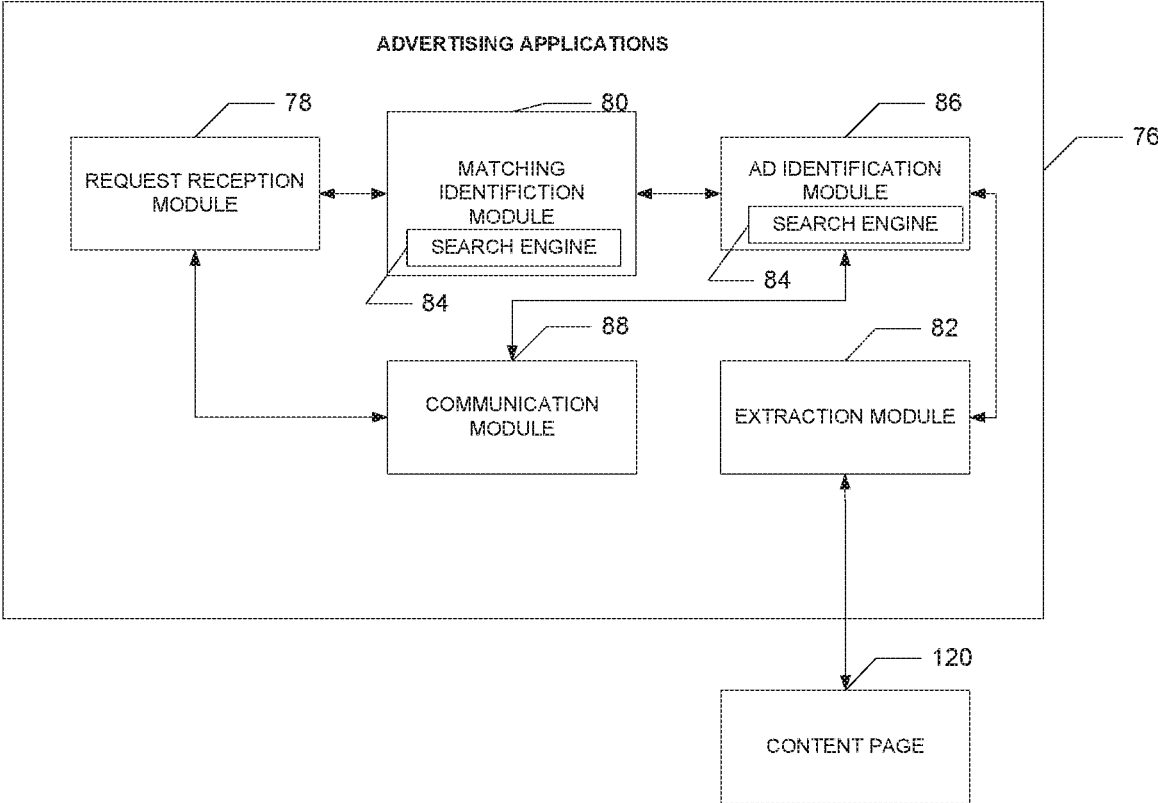 ADVERTISING APPLICATIONS
78
80
86
76
REQUEST RECEPTION
MODULE
MATCHING
IDENTIFICTION
MODULE
SEARCH ENGINE
AD IDENTIFICATION
MODULE
SEARCH ENGINE
84
84
88
82
COMMUNICATION
MODULE
EXTRACTION MODULE
120
CONTENT PAGE